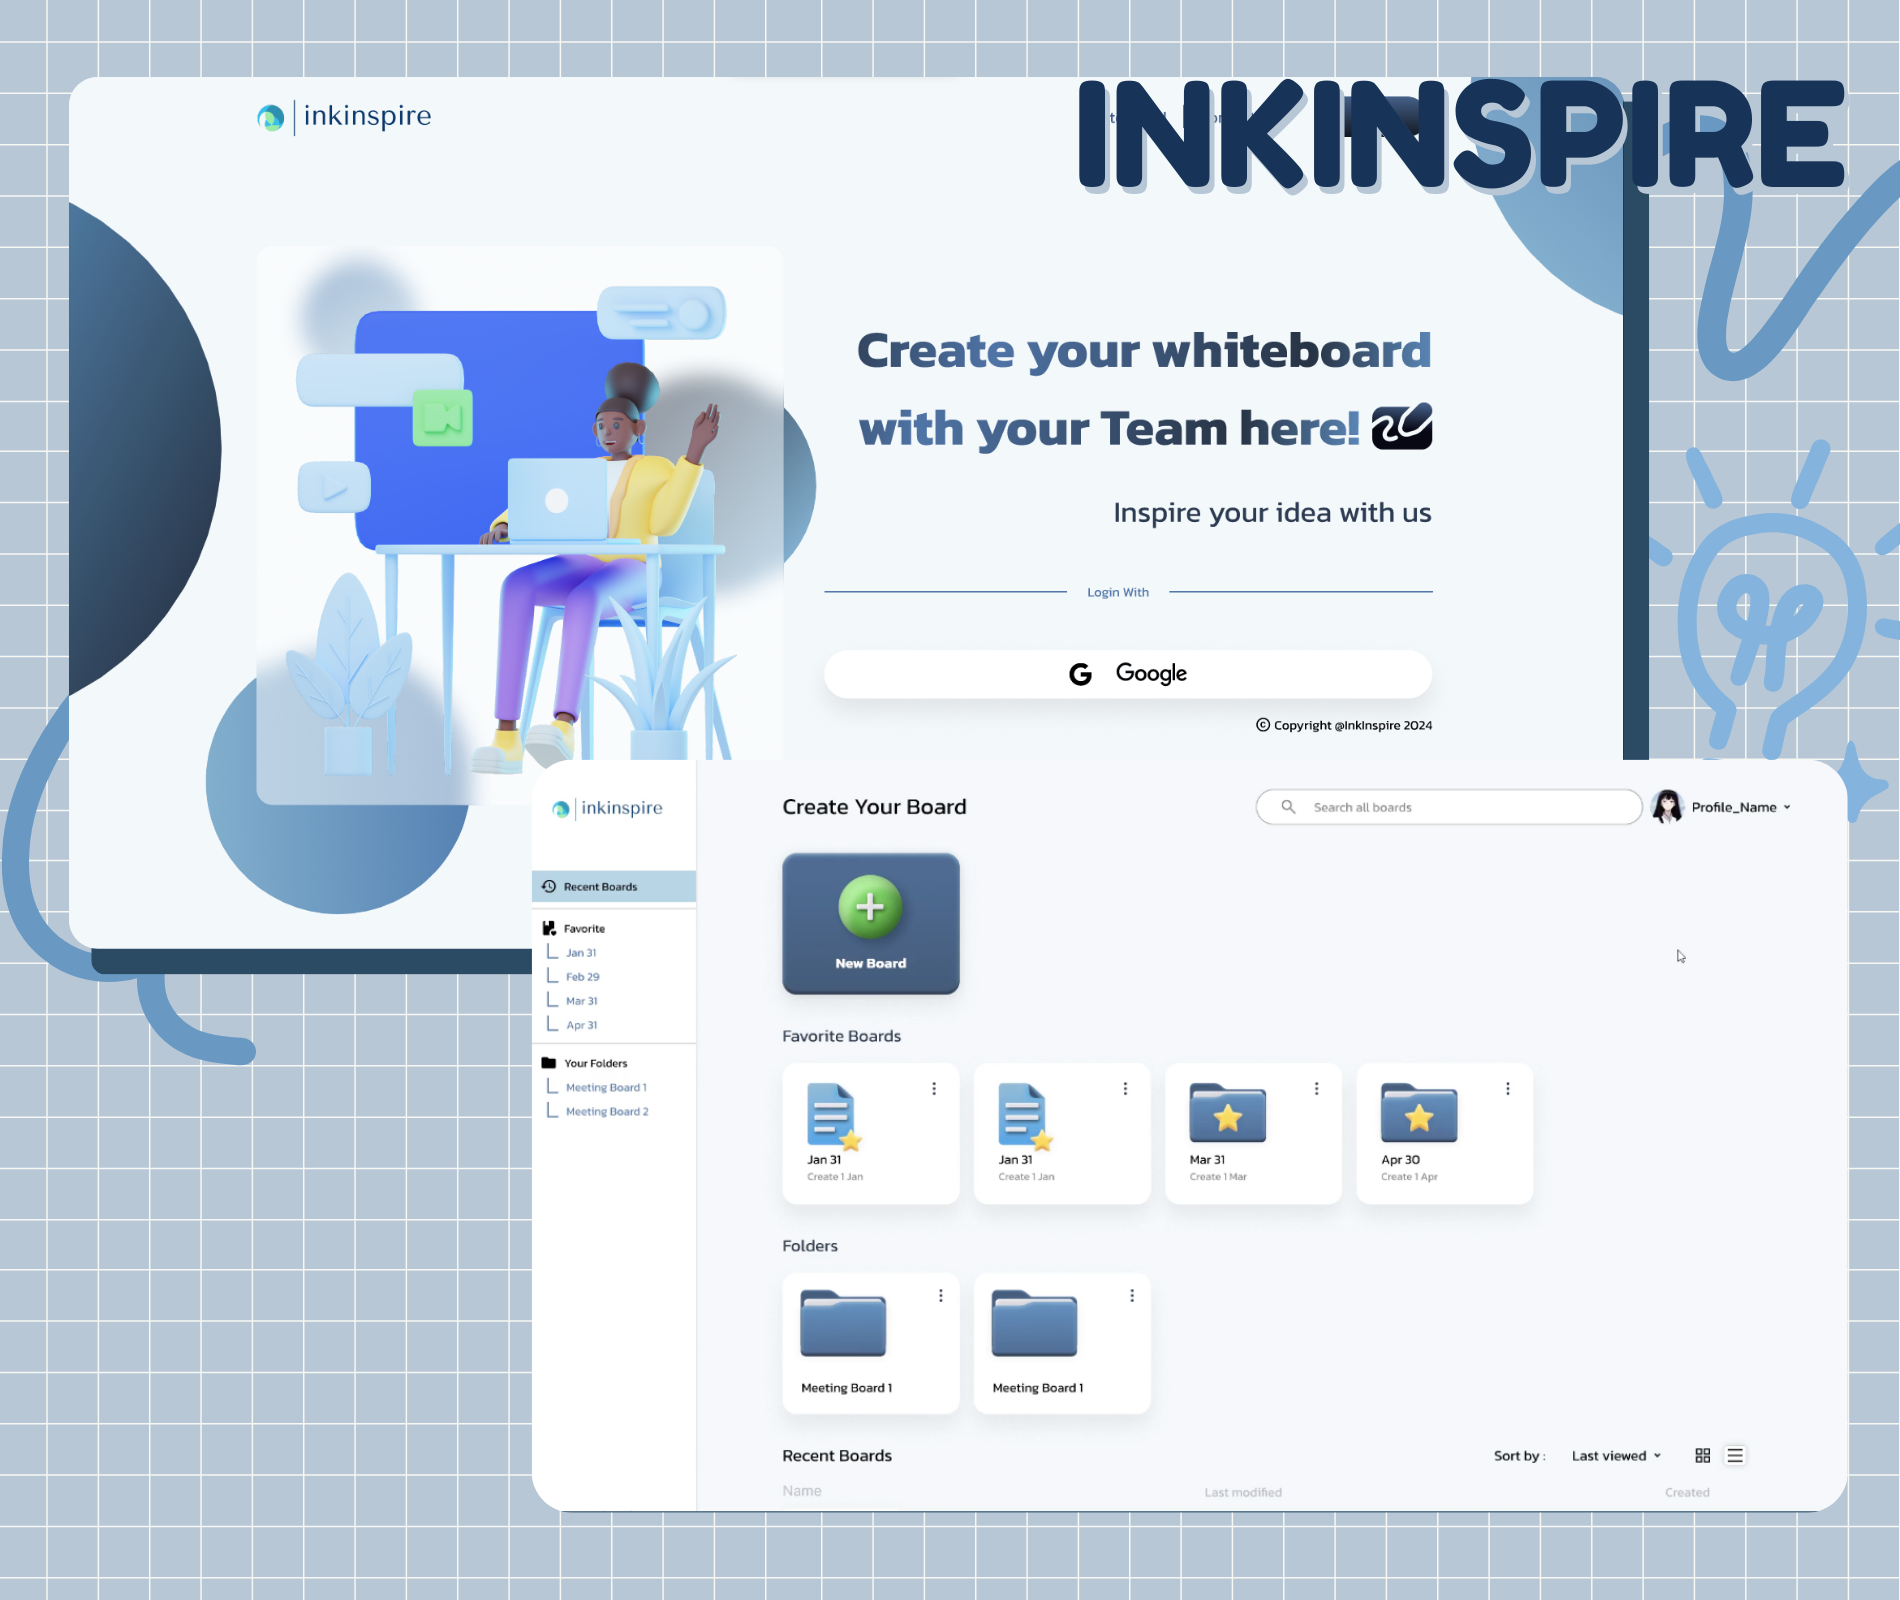 INKINSPIRE
inkinspire
Create your whiteboard
with your Team here!
Inspire your idea with us
Login With
G Google
© Copyright @InkInspire 2024
inkinspire
Create Your Board
Search all boards
Profile_Name
Recent Boards
Favorite
Jan 31
Feb 29
Mar 31
Apr 31
Your Folders
Meeting Board 1
Meeting Board 2
New Board
Favorite Boards
Jan 31
Create 1 Jan
Jan 31
Create 1 Jan
Mar 31
Create 1 Mar
Apr 30
Create 1 Apr
Folders
Meeting Board 1
Meeting Board 1
Recent Boards
Sort by :
Last viewed
Name
Last modified
Created